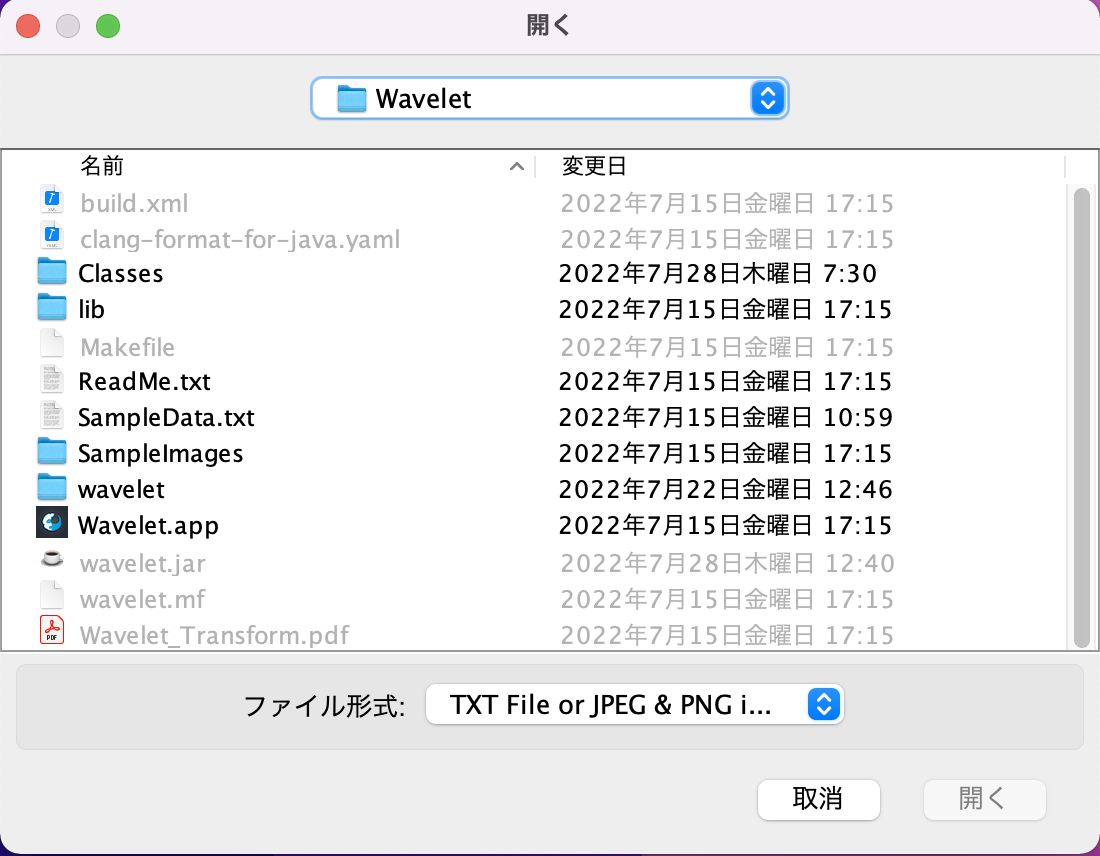 開く
Wavelet
名前 変更日
build.xml 2022年7月15日金曜日 17:15
clang-format-for-java.yaml 2022年7月15日金曜日 17:15
Classes 2022年7月28日木曜日 7:30
lib 2022年7月15日金曜日 17:15
Makefile 2022年7月15日金曜日 17:15
ReadMe.txt 2022年7月15日金曜日 17:15
SampleData.txt 2022年7月15日金曜日 10:59
SampleImages 2022年7月15日金曜日 17:15
wavelet 2022年7月22日金曜日 12:46
Wavelet.app 2022年7月15日金曜日 17:15
wavelet.jar 2022年7月28日木曜日 12:40
wavelet.mf 2022年7月15日金曜日 17:15
Wavelet_Transform.pdf 2022年7月15日金曜日 17:15
ファイル形式: TXT File or JPEG & PNG i...
取消 開く